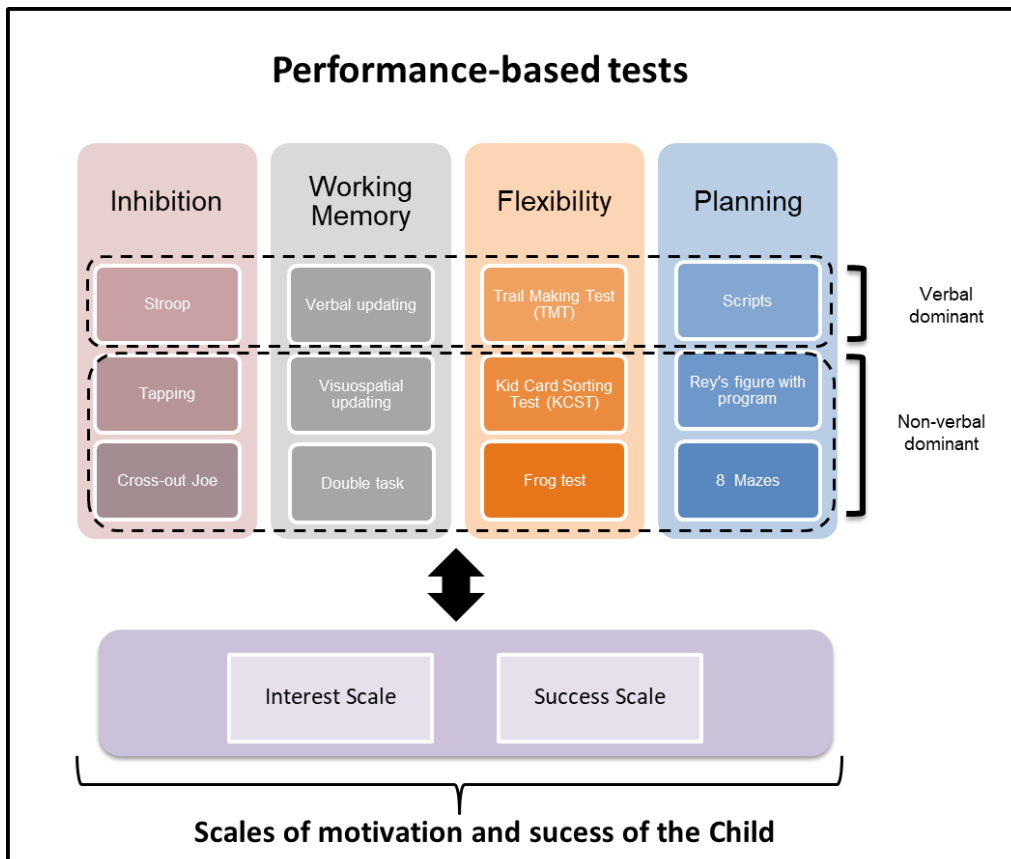 Performance-based tests
Inhibition
Working
Memory
Flexibility
Planning
Stroop
Verbal updating
Trail Making Test
(TMT)
Scripts
Verbal
dominant
Tapping
Visuospatial
updating
Kid Card Sorting
Test (KCST)
Rey's figure with
program
Non-verbal
dominant
Cross-out Joe
Double task
Frog test
8 Mazes
Interest Scale
Success Scale
Scales of motivation and sucess of the Child